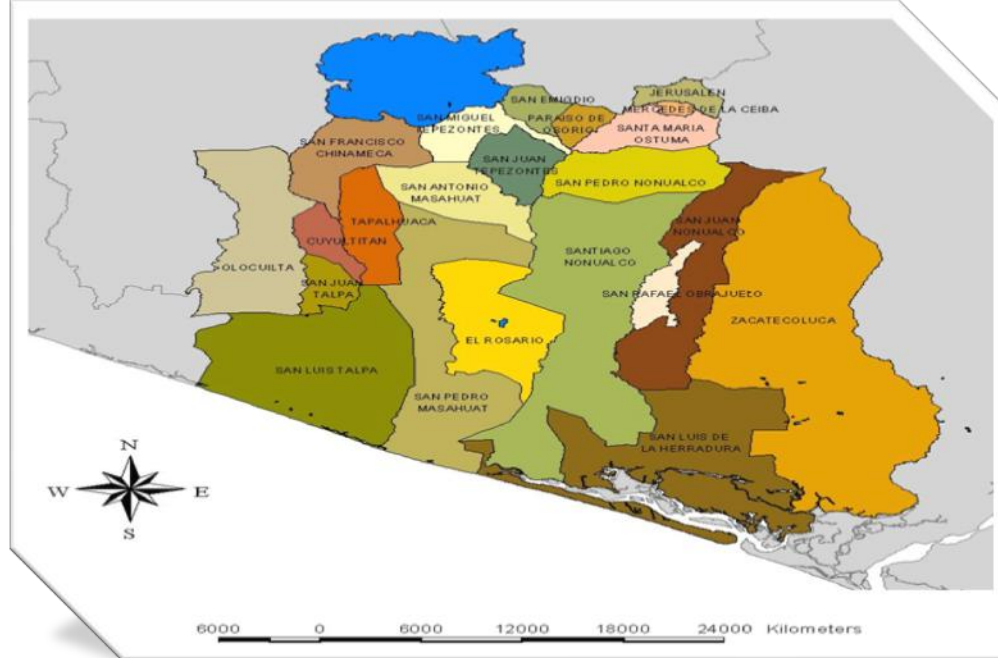 SAN EMIGDIO
JERUSALEN
MERCEDES DE LA CEIBA
SAN MIGUEL
TEPEZONTES
PARAISO DE
OSORIO
SANTA MARIA
OSTUMA
SAN FRANCISCO
CHINAMECA
SAN JUAN
TEPEZONTES
SAN PEDRO NONUALCO
SAN ANTONIO
MASAHUAT
TAPALHUACA
SAN JUAN
NONUALCO
CUYULTITAN
SANTIAGO
NONUALCO
OLOCUILTA
SAN JUAN
TALPA
SAN RAFAEL OBRAJUELO
ZACATECOLUCA
EL ROSARIO
SAN LUIS TALPA
SAN PEDRO
MASAHUAT
SAN LUIS DE
LA HERRADURA
N
W E
S
6000 0 6000 12000 18000 24000 Kilometers